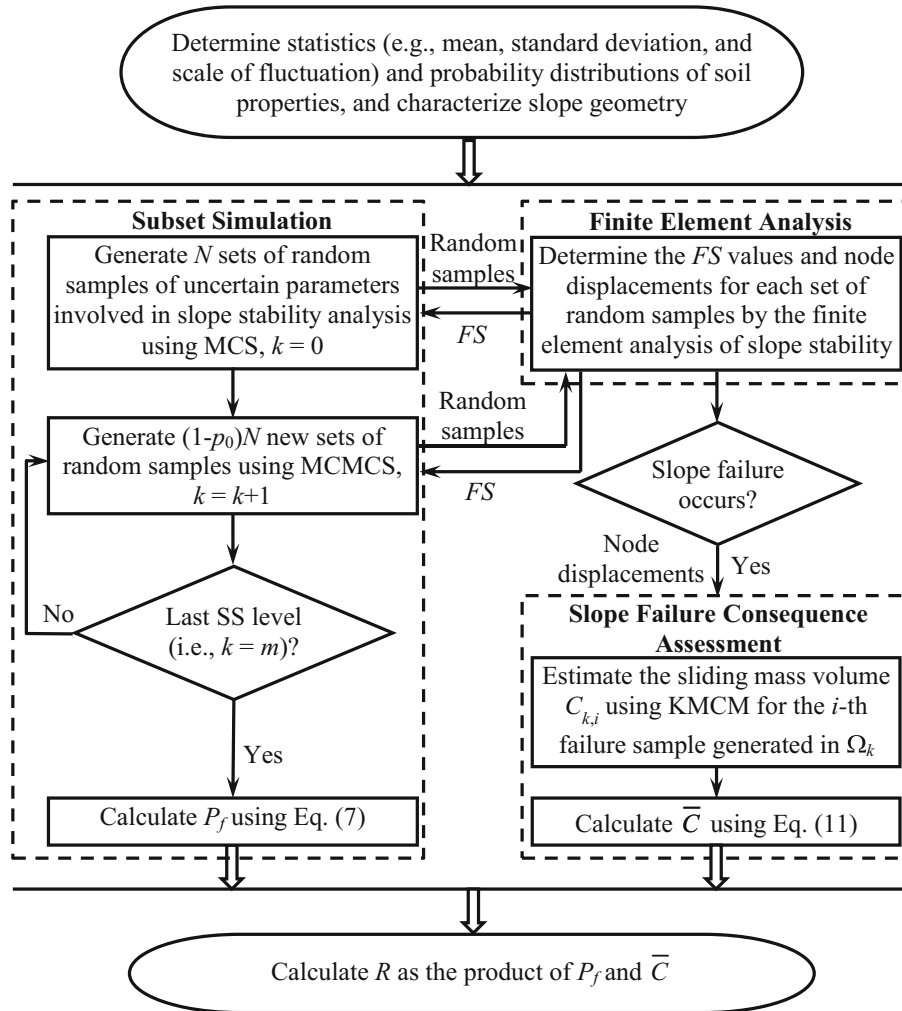 Determine statistics (e.g., mean, standard deviation, and
scale of fluctuation) and probability distributions of soil
properties, and characterize slope geometry
Subset Simulation
Generate N sets of random
samples of uncertain parameters
involved in slope stability analysis
using MCS, k = 0
Random
samples
FS
Finite Element Analysis
Determine the FS values and node
displacements for each set of
random samples by the finite
element analysis of slope stability
Generate (1-p₀)N new sets of
random samples using MCMCS,
k = k+1
Random
samples
FS
Slope failure
occurs?
Node
displacements
Yes
No
Last SS level
(i.e., k = m)?
Yes
Calculate P_f using Eq. (7)
Slope Failure Consequence
Assessment
Estimate the sliding mass volume
C_{k,i} using KMCM for the i-th
failure sample generated in Ω_k
Calculate C̅ using Eq. (11)
Calculate R as the product of P_f and C̅